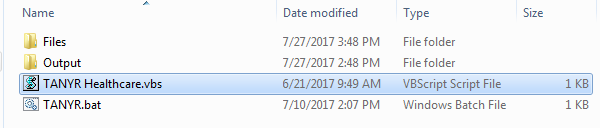 Name Date modified Type Size
Files 7/27/2017 3:48 PM File folder
Output 7/27/2017 2:48 PM File folder
TANYR Healthcare.vbs 6/21/2017 9:49 AM VBScript Script File 1 KB
TANYR.bat 7/10/2017 2:07 PM Windows Batch File 1 KB